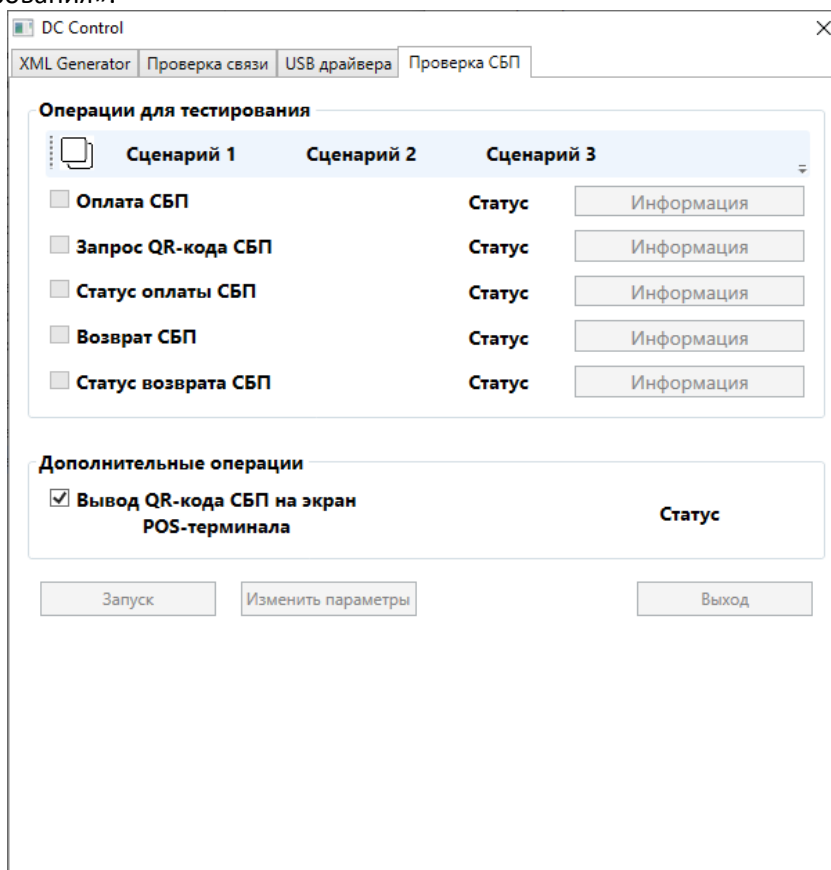 ования».
DC Control
XML Generator Проверка связи USB драйвера Проверка СБП
Операции для тестирования
Сценарий 1 Сценарий 2 Сценарий 3
Оплата СБП Статус Информация
Запрос QR-кода СБП Статус Информация
Статус оплаты СБП Статус Информация
Возврат СБП Статус Информация
Статус возврата СБП Статус Информация
Дополнительные операции
Вывод QR-кода СБП на экран
POS-терминала Статус
Запуск Изменить параметры Выход